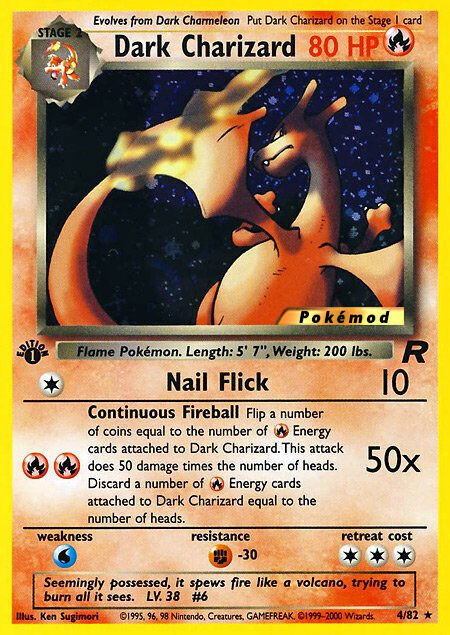 Evolves from Dark Charmeleon Put Dark Charizard on the Stage 1 card
STAGE 2
Dark Charizard 80 HP
Pokémod
EDITION
1
Flame Pokémon. Length: 5' 7", Weight: 200 lbs.
R
Nail Flick 10
Continuous Fireball Flip a number
of coins equal to the number of Energy
cards attached to Dark Charizard. This attack
does 50 damage times the number of heads.
Discard a number of Energy cards
attached to Dark Charizard equal to the
number of heads.
50x
weakness resistance retreat cost
-30
Seemingly possessed, it spews fire like a volcano, trying to
burn all it sees. LV. 38 #6
Illus. Ken Sugimori ©1995, 96, 98 Nintendo, Creatures, GAMEFREAK. ©1999-2000 Wizards. 4/82 ★